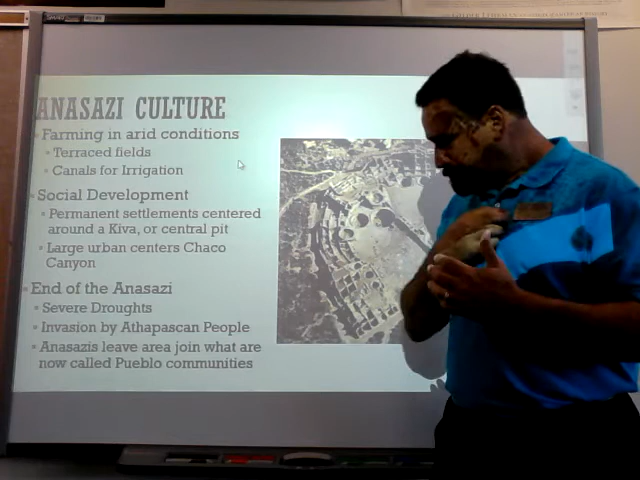 SMART
ANASAZI CULTURE
Farming in arid conditions
Terraced fields
Canals for Irrigation
Social Development
Permanent settlements centered
around a Kiva, or central pit
Large urban centers Chaco
Canyon
End of the Anasazi
Severe Droughts
Invasion by Athapascan People
Anasazis leave area join what are
now called Pueblo communities